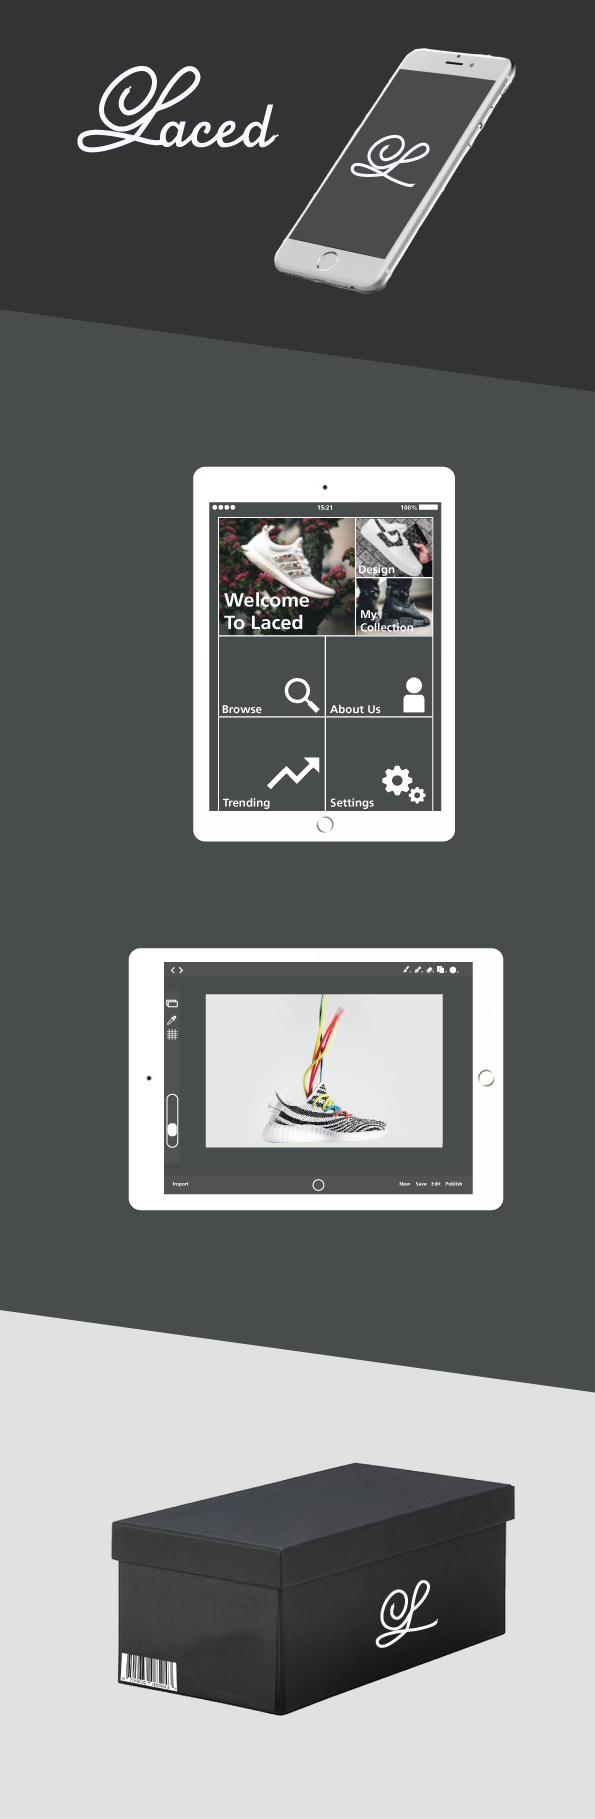 Laced
L
15:21
100%
Welcome
To Laced
Design
My
Collection
Browse
About Us
Trending
Settings
Import
New Save Edit Publish
L